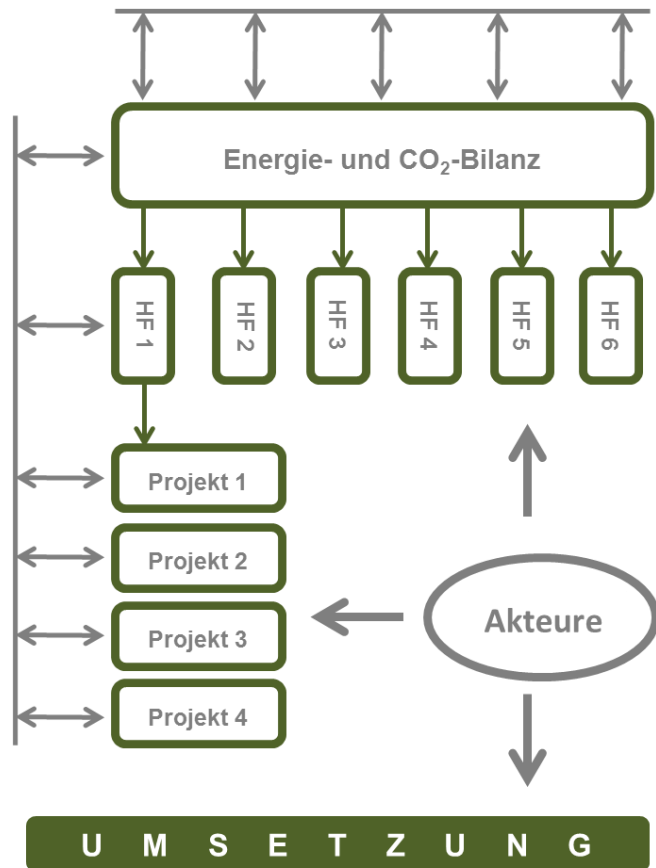 Energie- und CO₂-Bilanz
HF 1
HF 2
HF 3
HF 4
HF 5
HF 6
Projekt 1
Projekt 2
Projekt 3
Projekt 4
Akteure
U M S E T Z U N G